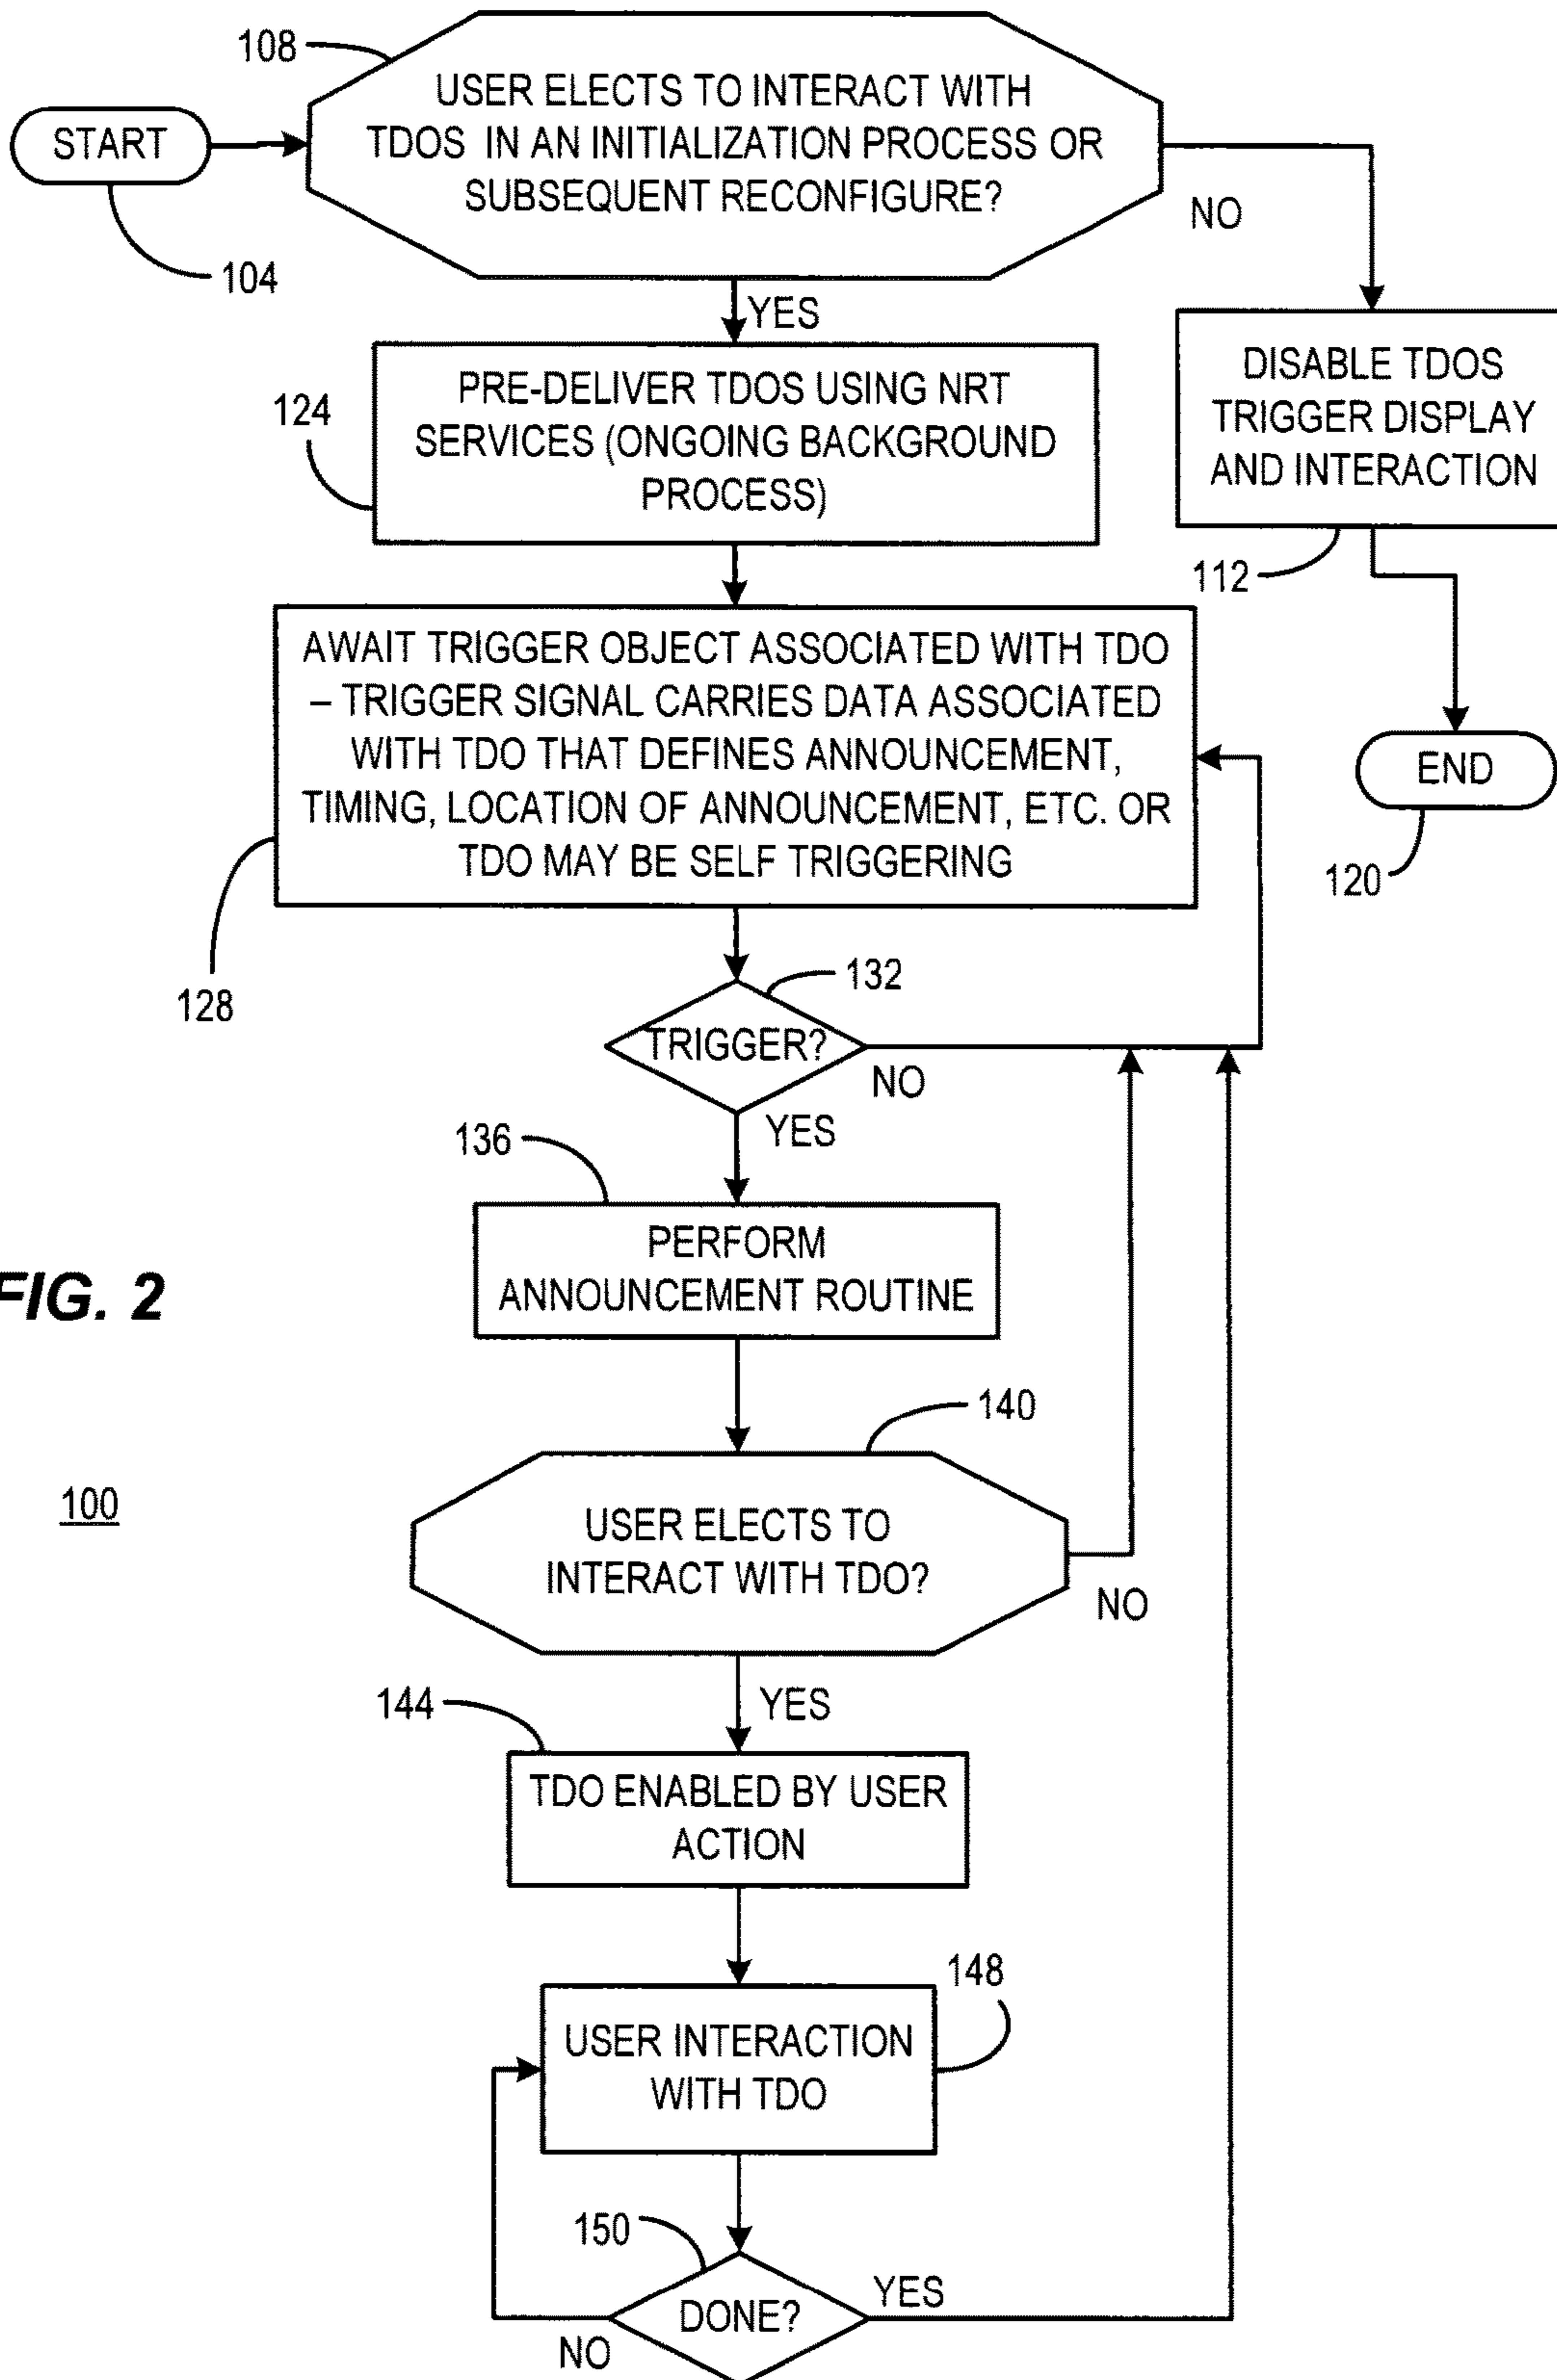 108
USER ELECTS TO INTERACT WITH
TDOS IN AN INITIALIZATION PROCESS OR
SUBSEQUENT RECONFIGURE?
START
104
NO
YES
PRE-DELIVER TDOS USING NRT
SERVICES (ONGOING BACKGROUND
PROCESS)
124
DISABLE TDOS
TRIGGER DISPLAY
AND INTERACTION
112
AWAIT TRIGGER OBJECT ASSOCIATED WITH TDO
– TRIGGER SIGNAL CARRIES DATA ASSOCIATED
WITH TDO THAT DEFINES ANNOUNCEMENT,
TIMING, LOCATION OF ANNOUNCEMENT, ETC. OR
TDO MAY BE SELF TRIGGERING
128
END
120
132
TRIGGER?
NO
YES
136
PERFORM
ANNOUNCEMENT ROUTINE
FIG. 2
100
140
USER ELECTS TO
INTERACT WITH TDO?
NO
YES
144
TDO ENABLED BY USER
ACTION
148
USER INTERACTION
WITH TDO
150
DONE?
YES
NO